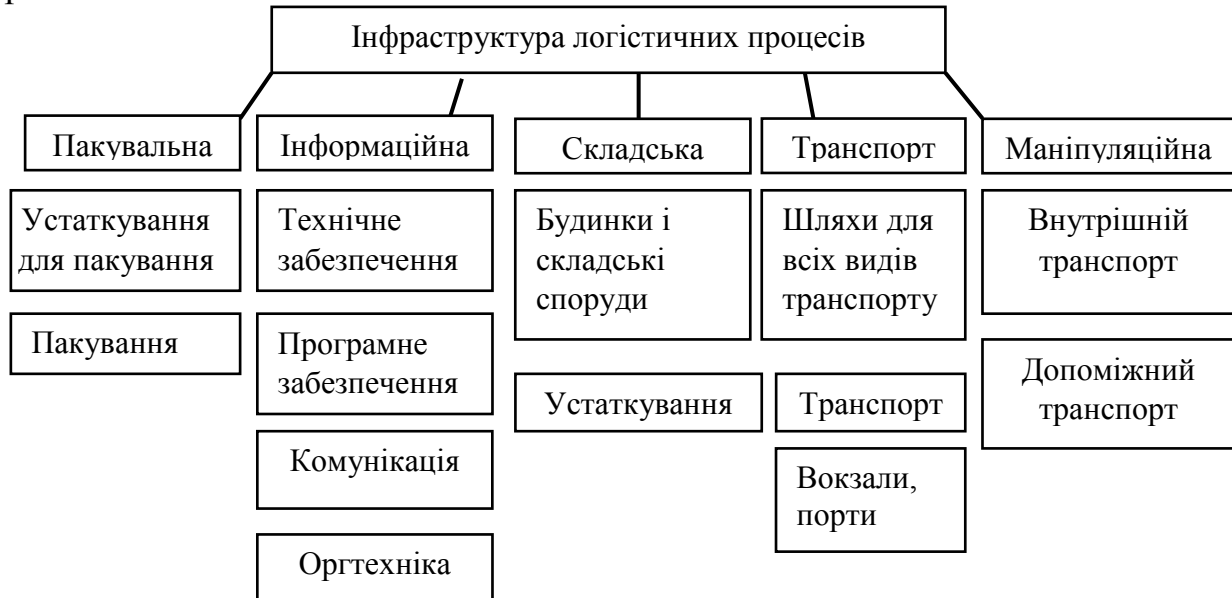 Інфраструктура логістичних процесів
Пакувальна
Інформаційна
Складська
Транспорт
Маніпуляційна
Устаткування
для пакування
Технічне
забезпечення
Будинки і
складські
споруди
Шляхи для
всіх видів
транспорту
Внутрішній
транспорт
Пакування
Програмне
забезпечення
Устаткування
Транспорт
Допоміжний
транспорт
Комунікація
Вокзали,
порти
Оргтехніка